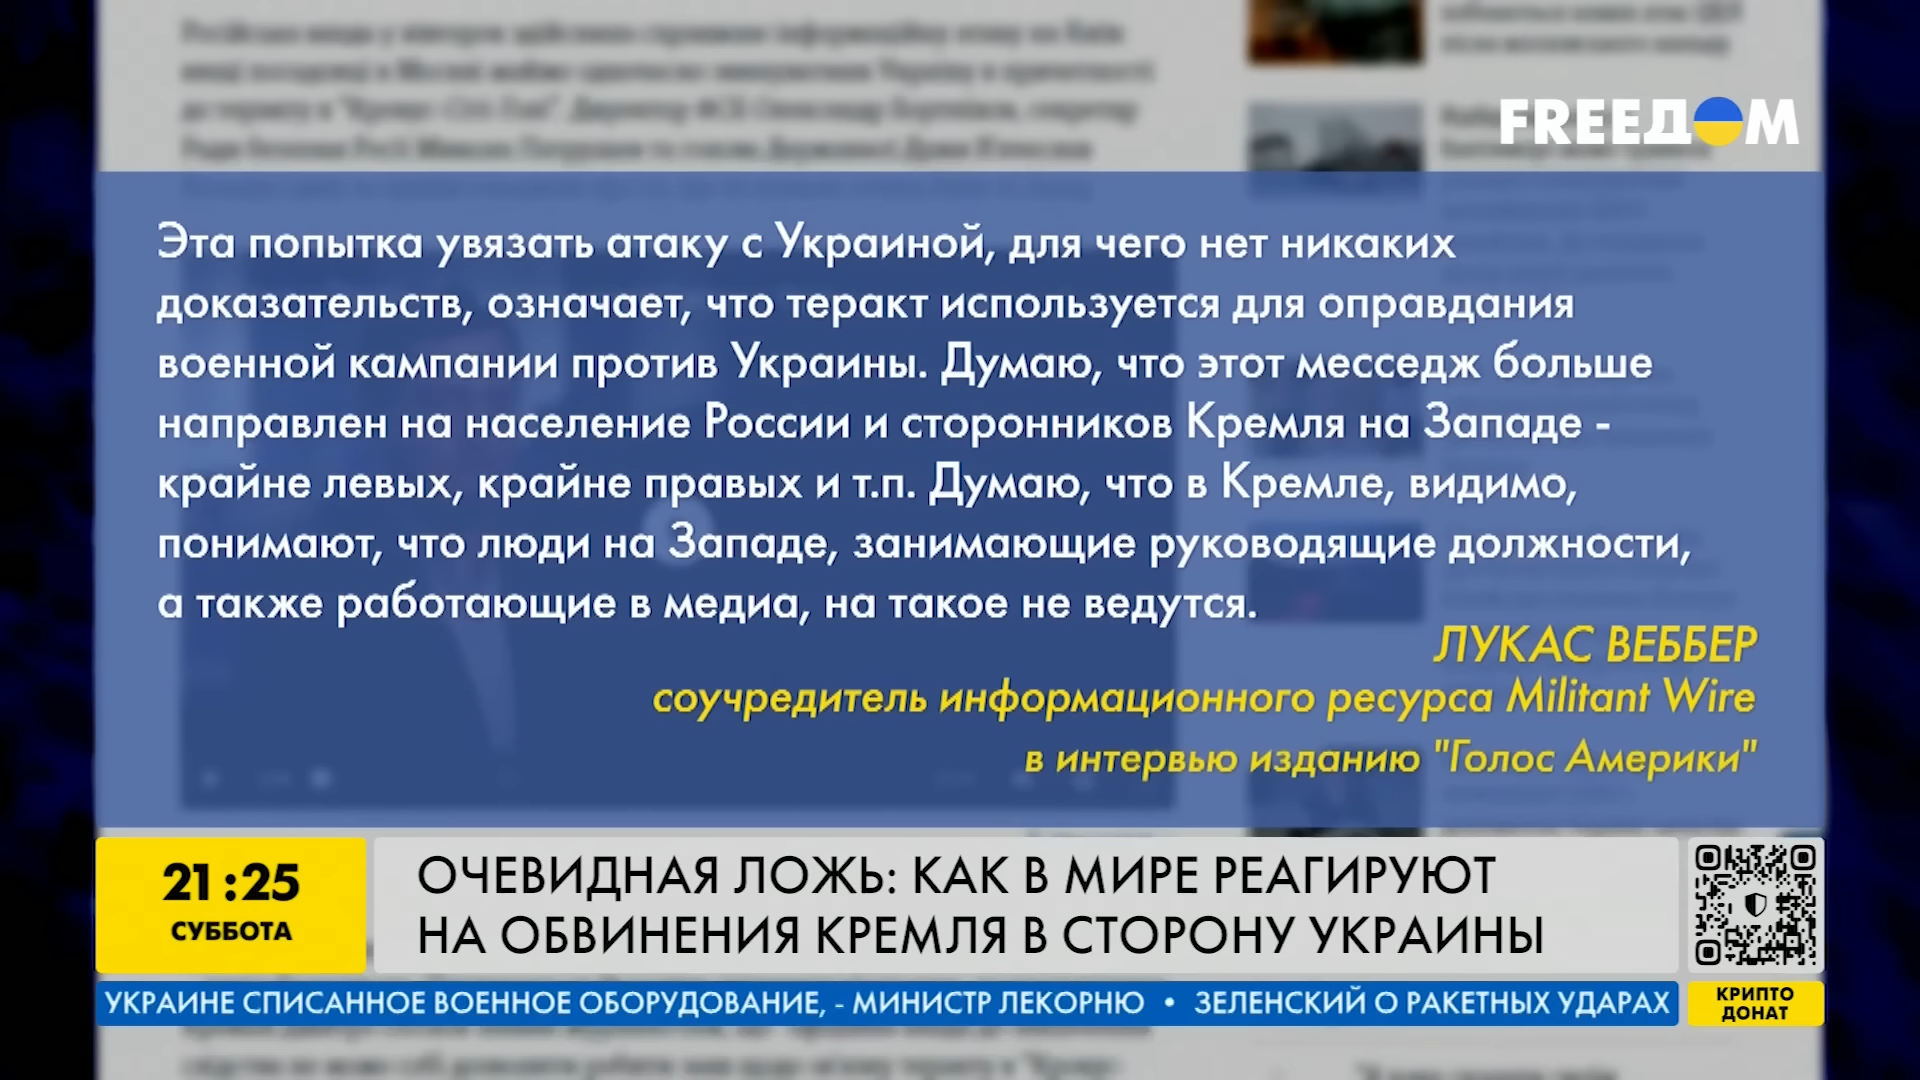 FREEДOM
Эта попытка увязать атаку с Украиной, для чего нет никаких
доказательств, означает, что теракт используется для оправдания
военной кампании против Украины. Думаю, что этот месседж больше
направлен на население России и сторонников Кремля на Западе -
крайне левых, крайне правых и т.п. Думаю, что в Кремле, видимо,
понимают, что люди на Западе, занимающие руководящие должности,
а также работающие в медиа, на такое не ведутся.
ЛУКАС ВЕББЕР
соучредитель информационного ресурса Militant Wire
в интервью изданию "Голос Америки"
21:25
СУББОТА
ОЧЕВИДНАЯ ЛОЖЬ: КАК В МИРЕ РЕАГИРУЮТ
НА ОБВИНЕНИЯ КРЕМЛЯ В СТОРОНУ УКРАИНЫ
УКРАИНЕ СПИСАННОЕ ВОЕННОЕ ОБОРУДОВАНИЕ, - МИНИСТР ЛЕКОРНЮ • ЗЕЛЕНСКИЙ О РАКЕТНЫХ УДАРАХ
КРИПТО
ДОНАТ